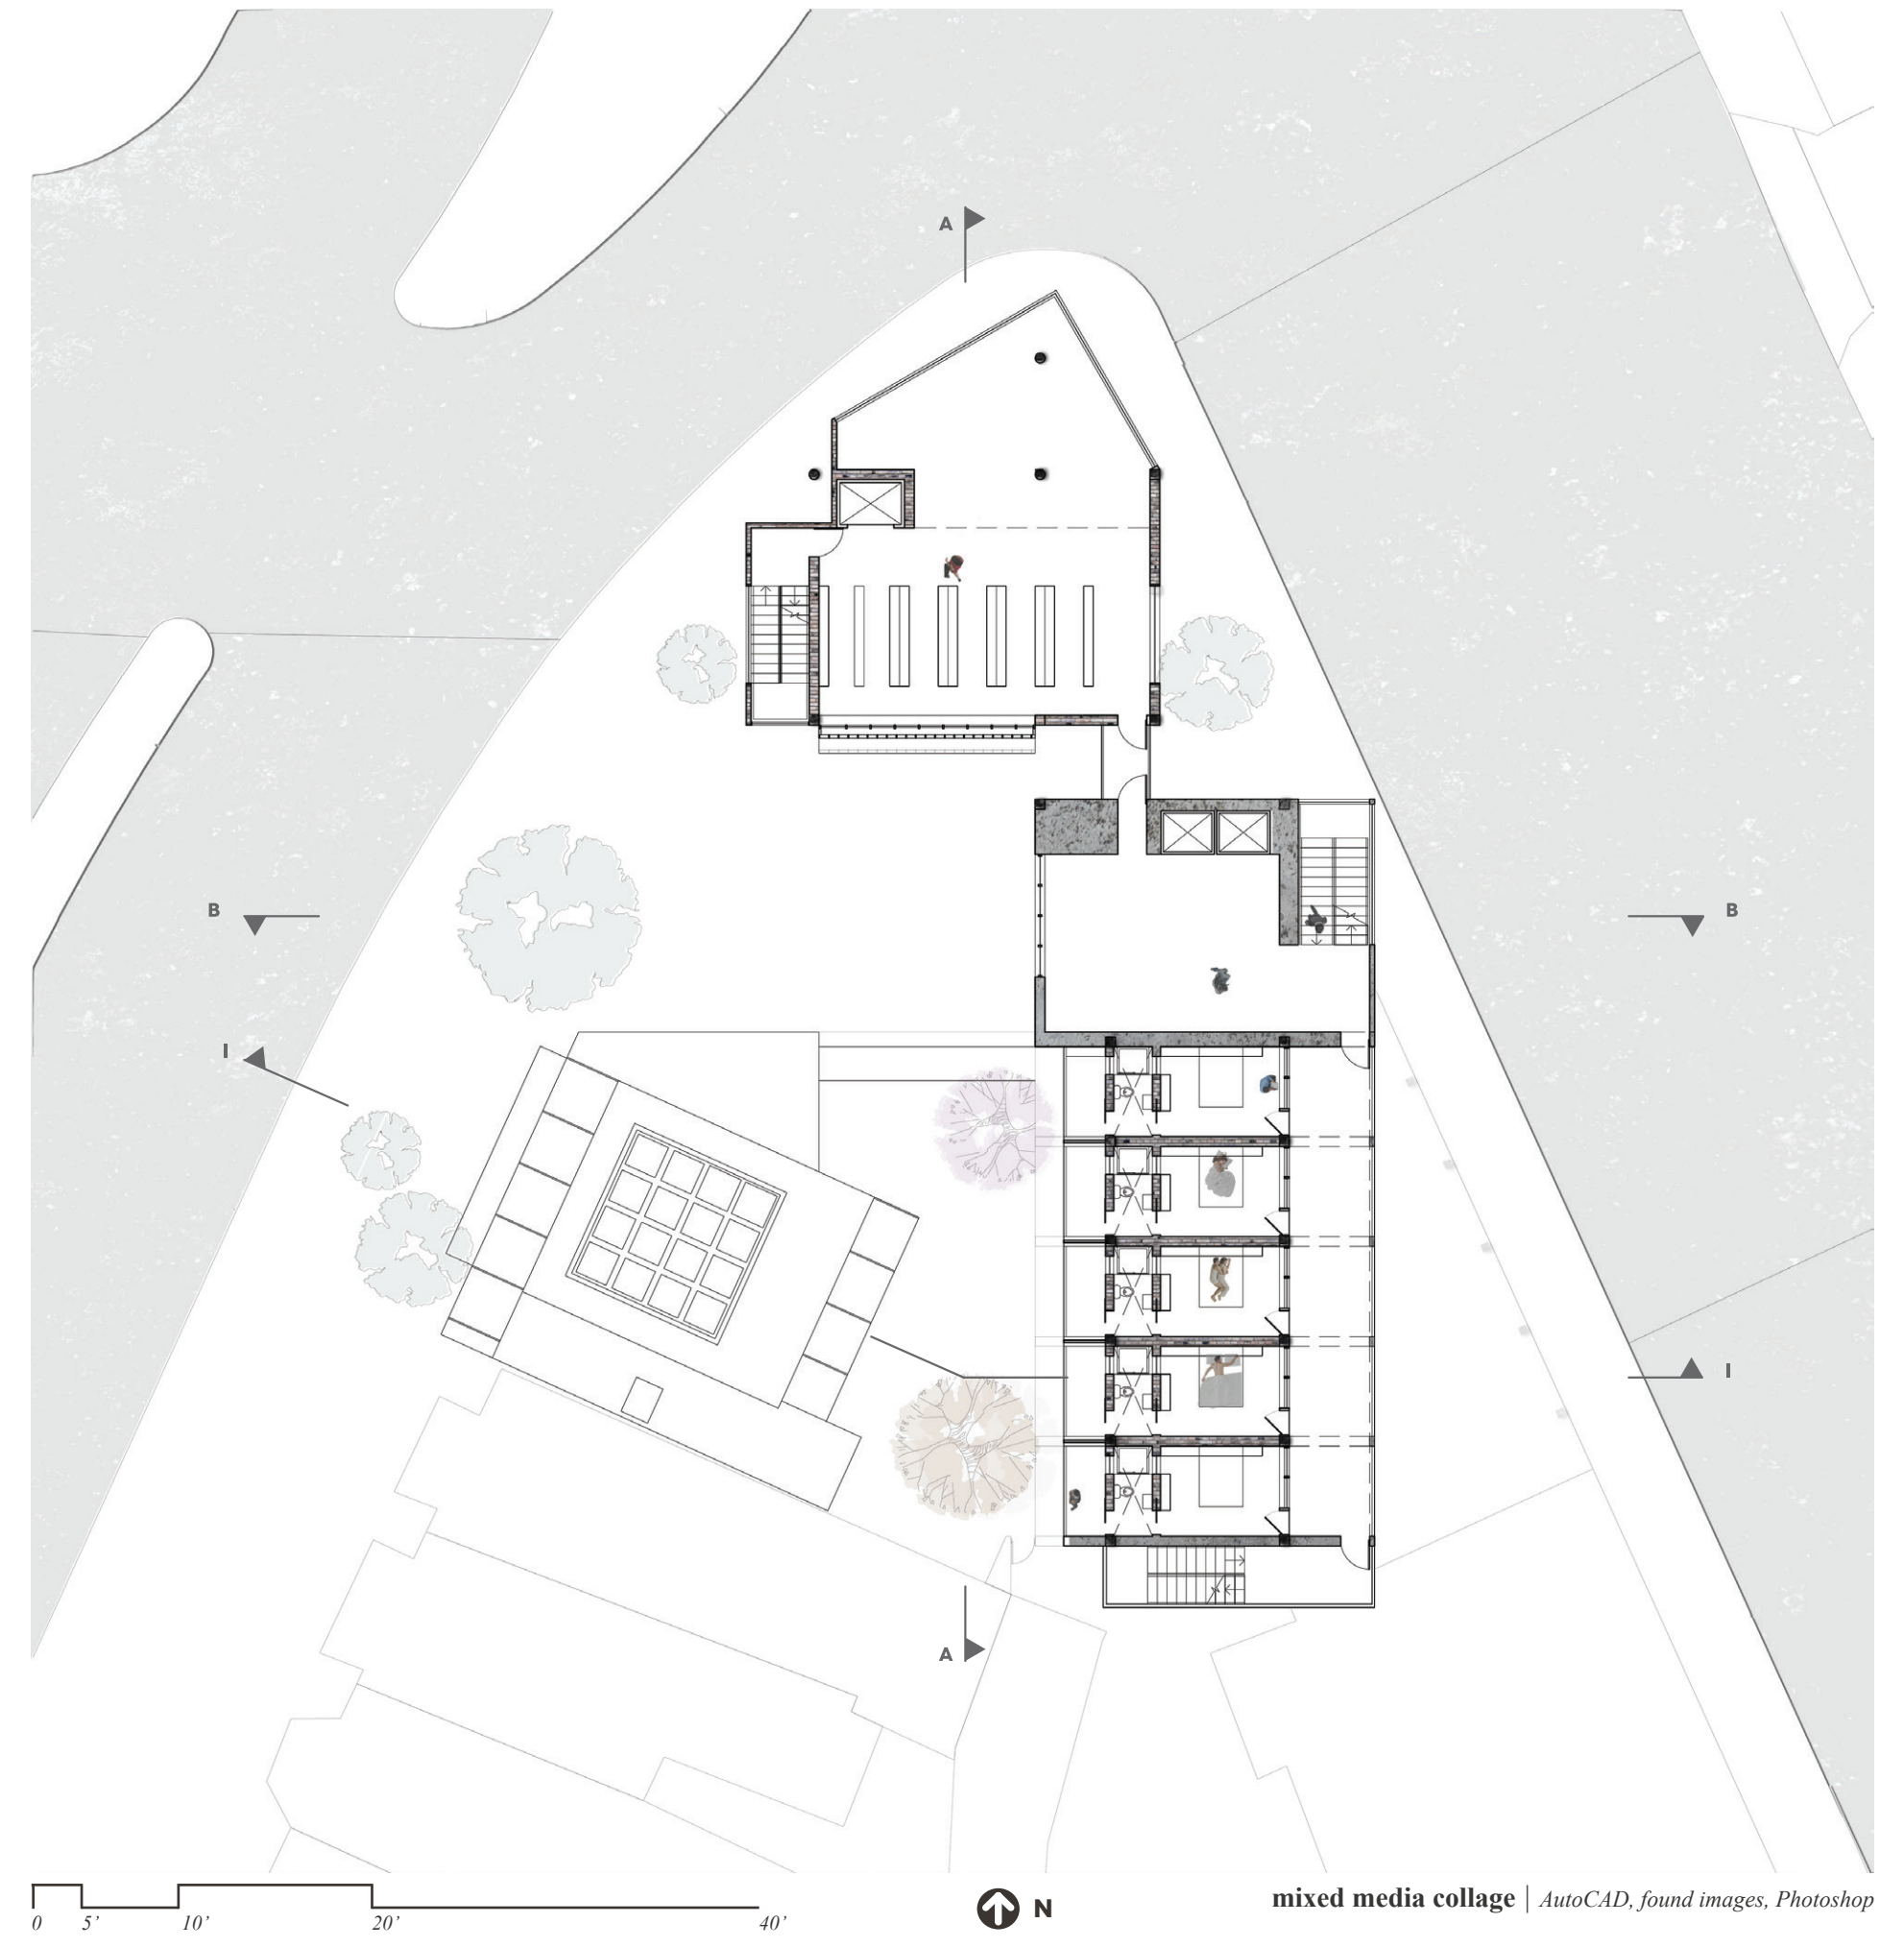 A
B
B
I
I
A
0 5’ 10’ 20’ 40’
N
mixed media collage | AutoCAD, found images, Photoshop